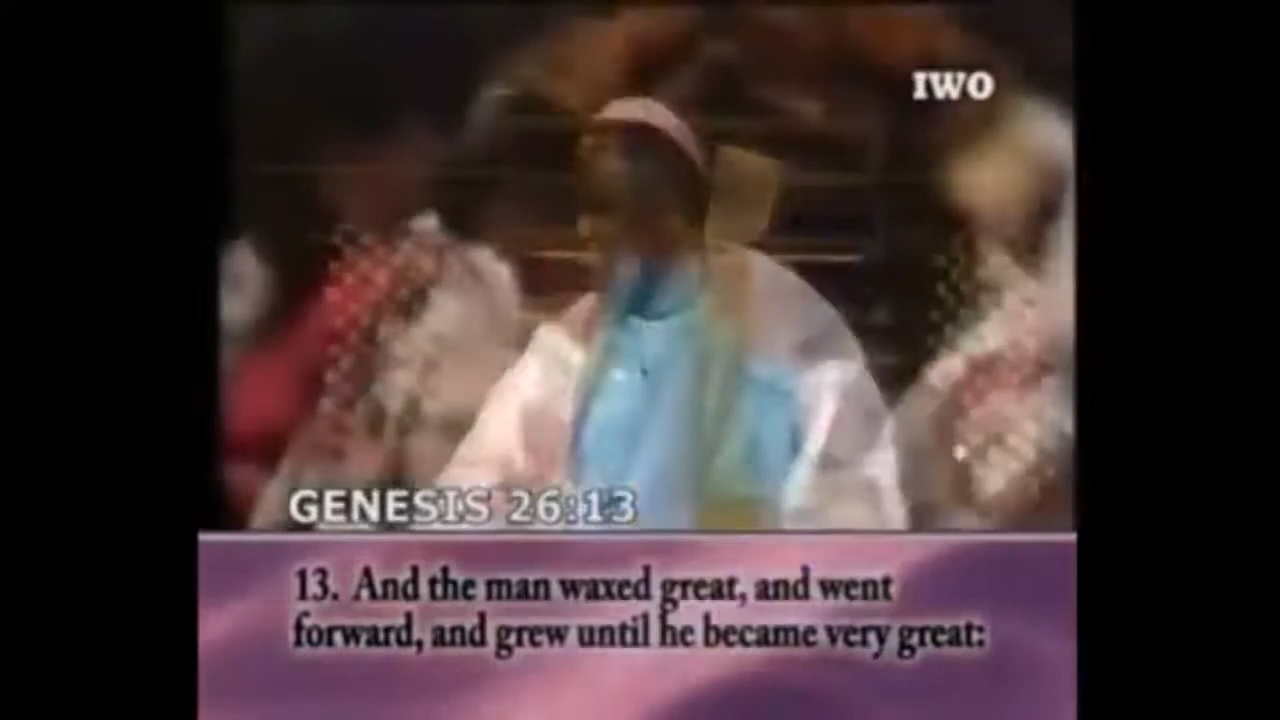 IWO
GENESIS 26:13
13. And the man waxed great, and went
forward, and grew until he became very great: